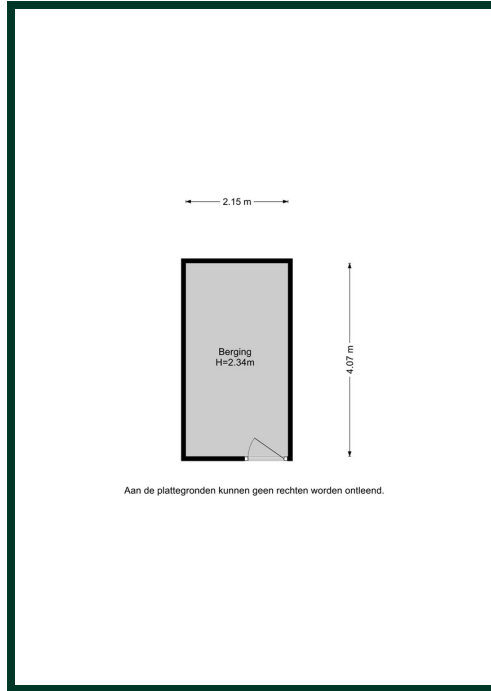 2.15 m
Berging
H=2.34m
4.07 m
Aan de plattegronden kunnen geen rechten worden ontleend.